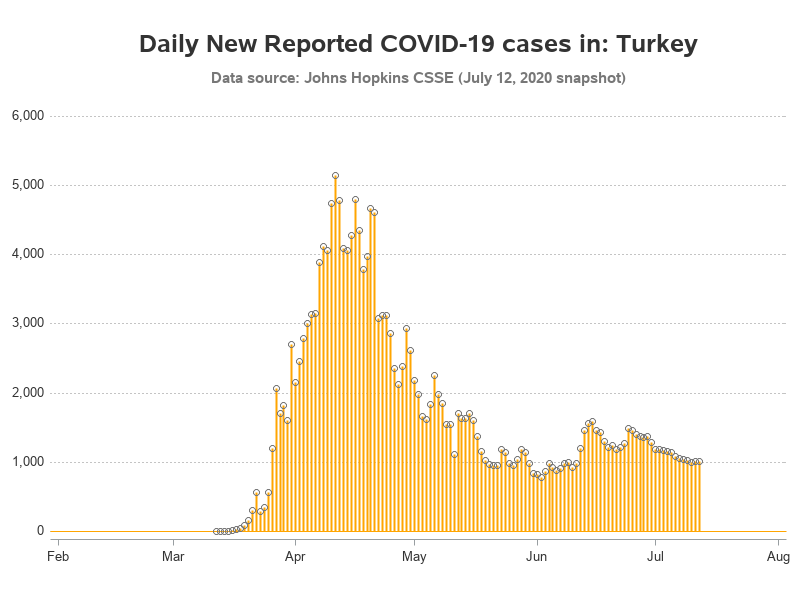 Daily New Reported COVID-19 cases in: Turkey
Data source: Johns Hopkins CSSE (July 12, 2020 snapshot)
6,000
5,000
4,000
3,000
2,000
1,000
0
Feb Mar Apr May Jun Jul Aug